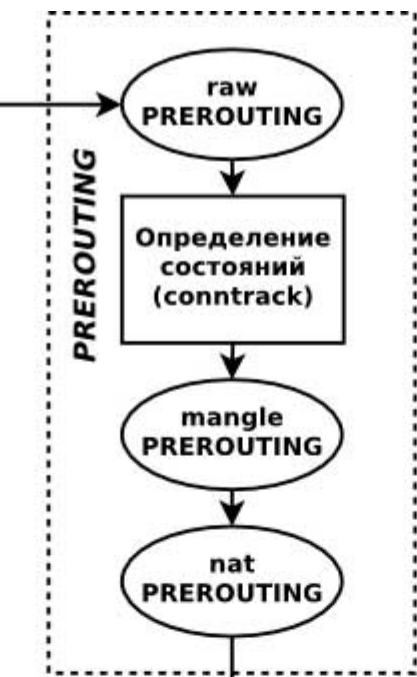 raw
PREROUTING
PREROUTING
Определение
состояний
(conntrack)
mangle
PREROUTING
nat
PREROUTING